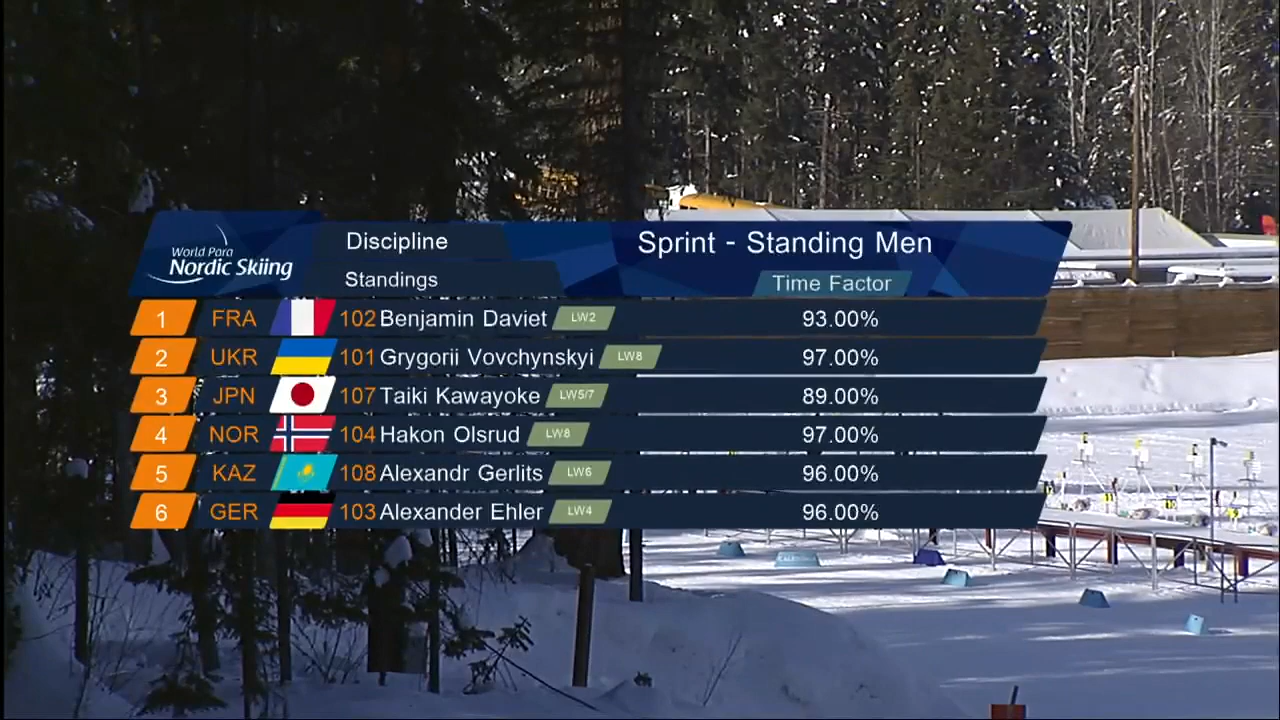 World Para
Nordic Skiing
Discipline
Sprint - Standing Men
Standings
Time Factor
1 FRA 102 Benjamin Daviet LW2 93.00%
2 UKR 101 Grygorii Vovchynskyi LW8 97.00%
3 JPN 107 Taiki Kawayoke LW5/7 89.00%
4 NOR 104 Hakon Olsrud LW8 97.00%
5 KAZ 108 Alexandr Gerlits LW6 96.00%
6 GER 103 Alexander Ehler LW4 96.00%